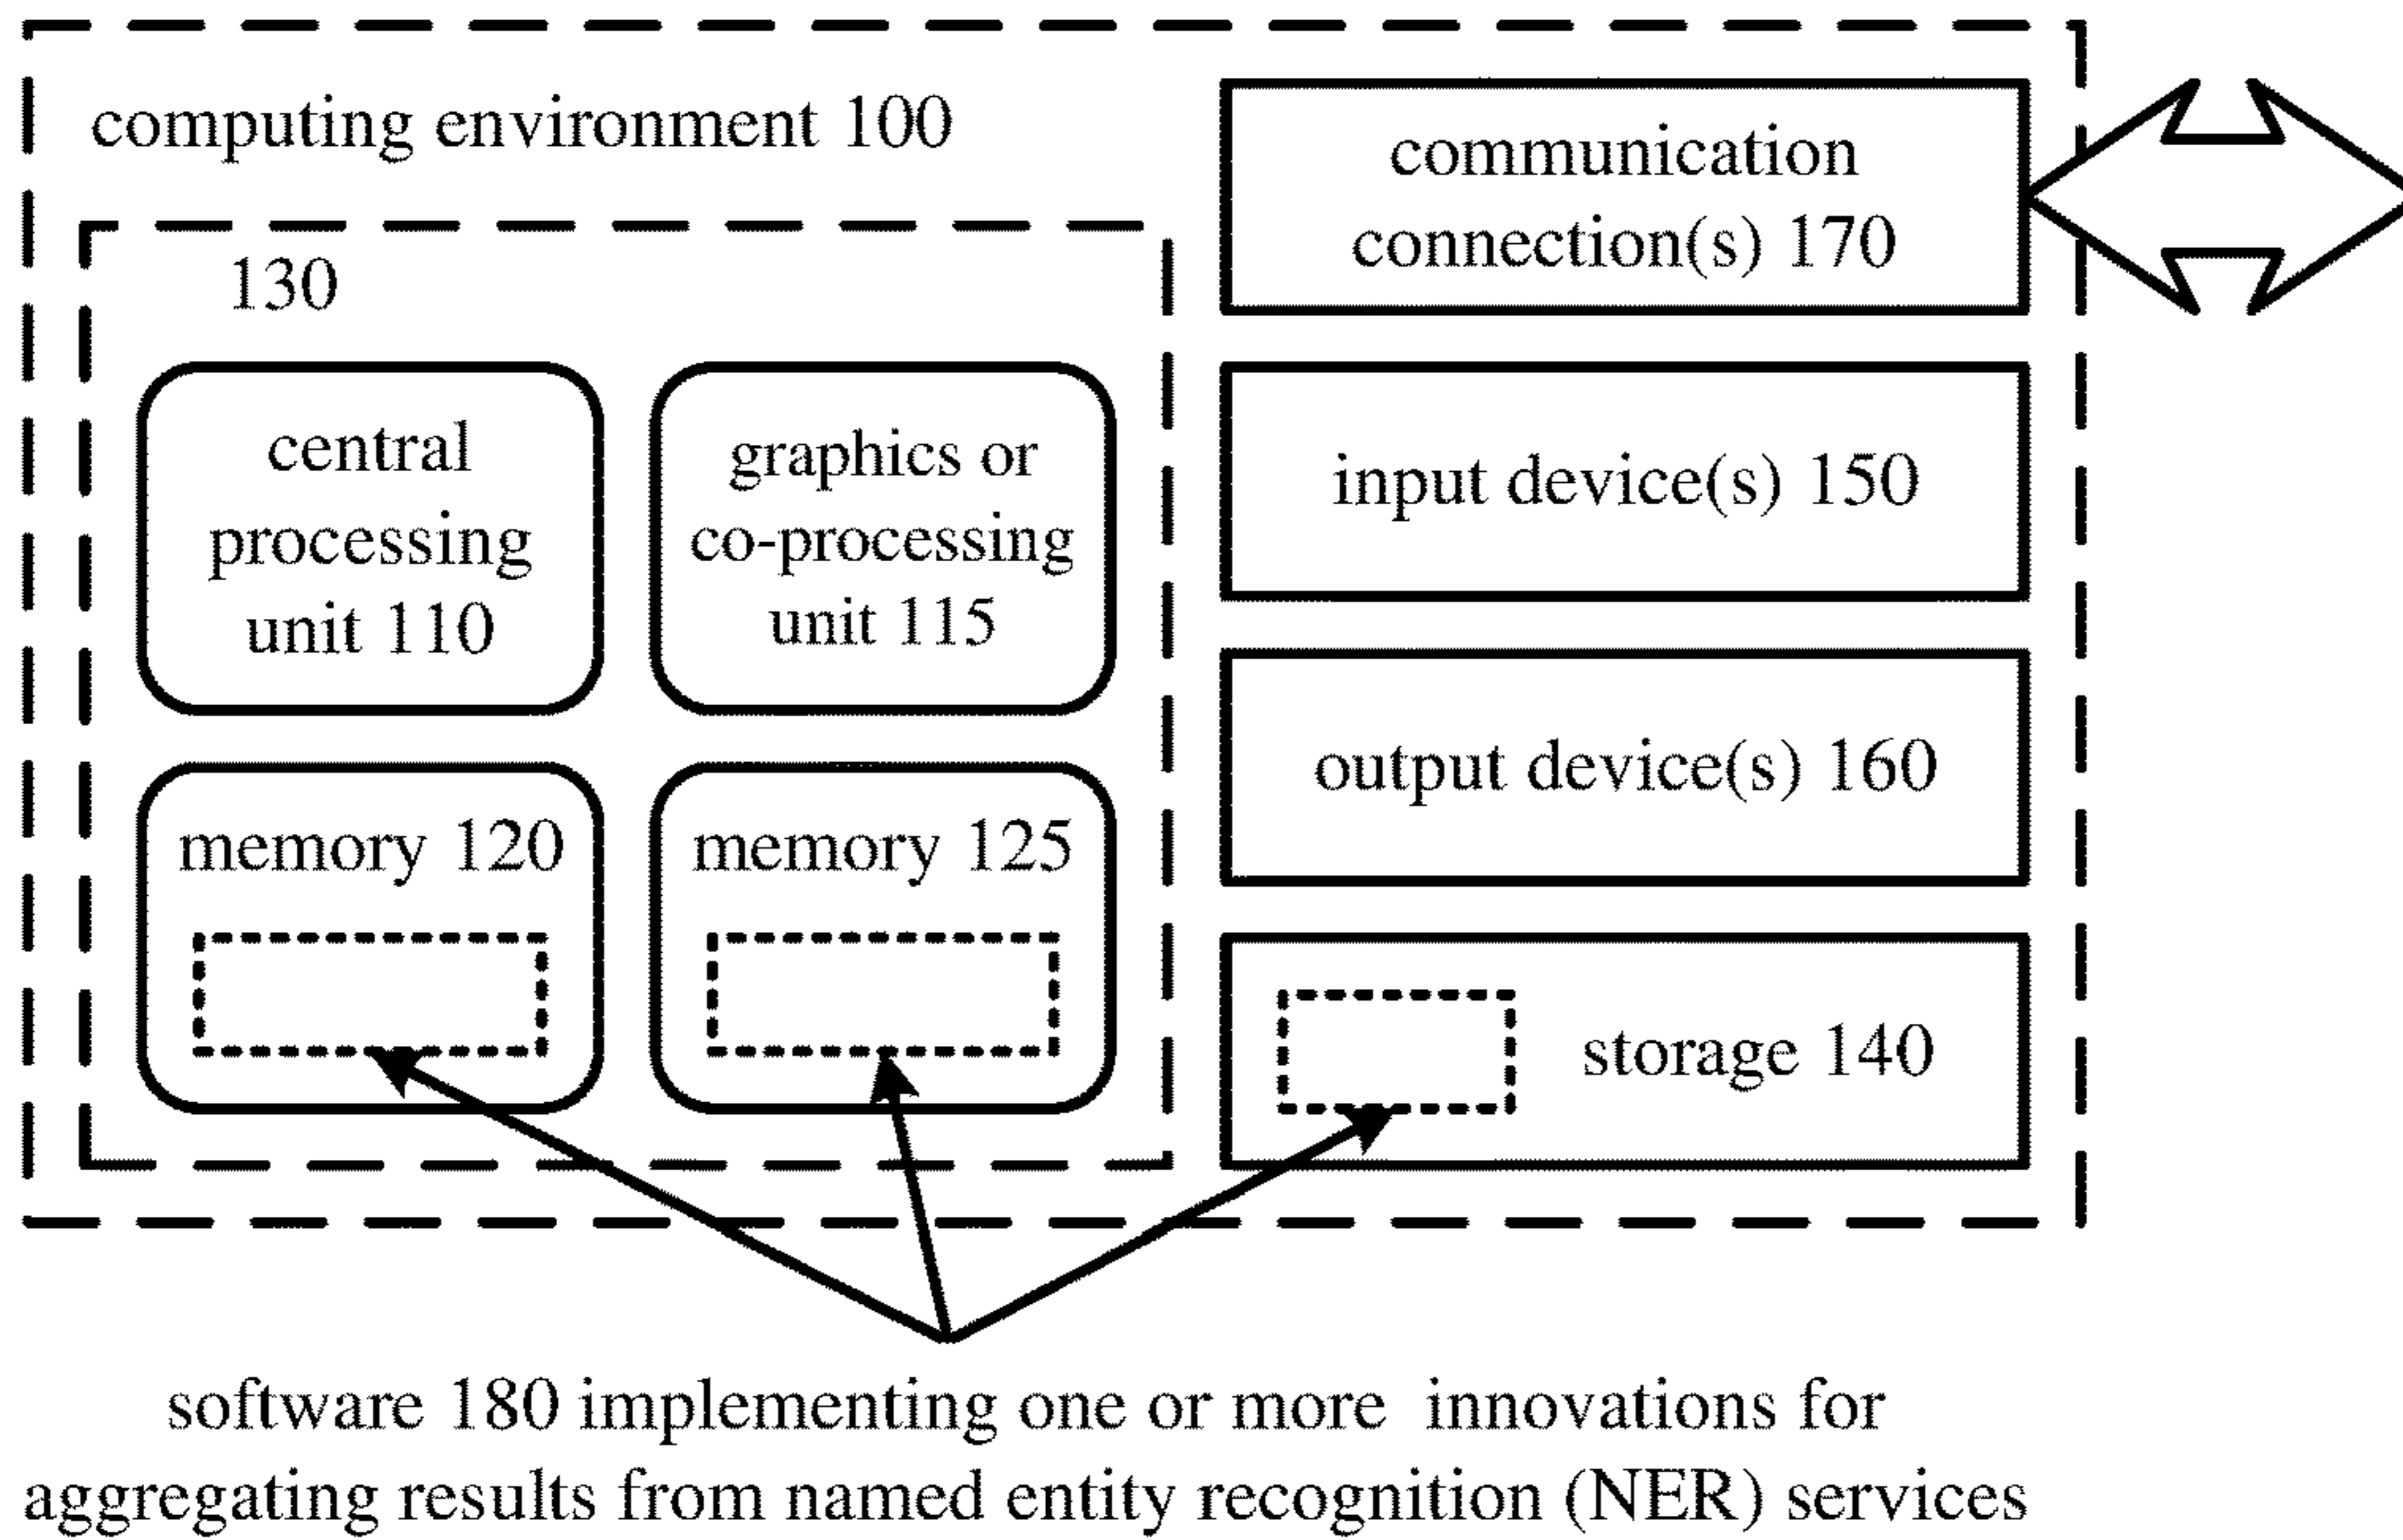 computing environment 100
130
central
processing
unit 110
graphics or
co-processing
unit 115
memory 120
memory 125
communication
connection(s) 170
input device(s) 150
output device(s) 160
storage 140
software 180 implementing one or more innovations for
aggregating results from named entity recognition (NER) services